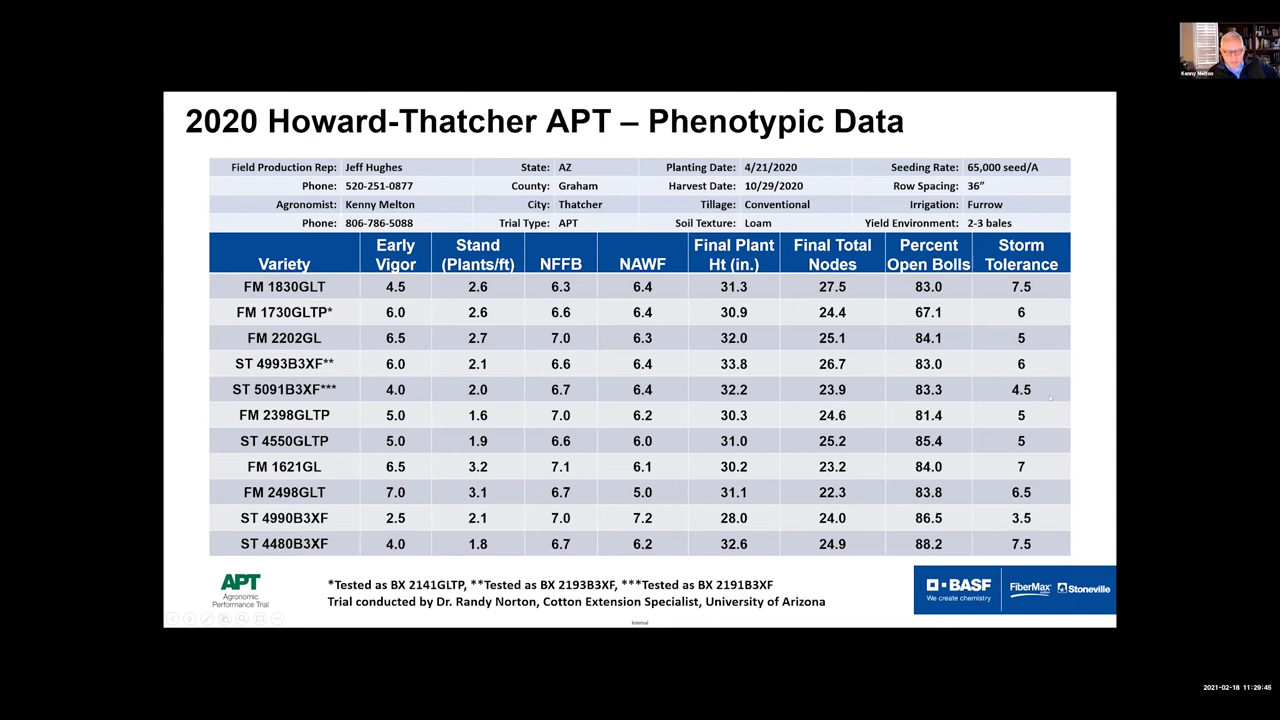 Kenny Melton
2020 Howard-Thatcher APT – Phenotypic Data
Field Production Rep: Jeff Hughes State: AZ Planting Date: 4/21/2020 Seeding Rate: 65,000 seed/A
Phone: 520-251-0877 County: Graham Harvest Date: 10/29/2020 Row Spacing: 36”
Agronomist: Kenny Melton City: Thatcher Tillage: Conventional Irrigation: Furrow
Phone: 806-786-5088 Trial Type: APT Soil Texture: Loam Yield Environment: 2-3 bales
Variety Early Vigor Stand (Plants/ft) NFFB NAWF Final Plant Ht (in.) Final Total Nodes Percent Open Bolls Storm Tolerance
FM 1830GLT 4.5 2.6 6.3 6.4 31.3 27.5 83.0 7.5
FM 1730GLTP* 6.0 2.6 6.6 6.4 30.9 24.4 67.1 6
FM 2202GL 6.5 2.7 7.0 6.3 32.0 25.1 84.1 5
ST 4993B3XF** 6.0 2.1 6.6 6.4 33.8 26.7 83.0 6
ST 5091B3XF*** 4.0 2.0 6.7 6.4 32.2 23.9 83.3 4.5
FM 2398GLTP 5.0 1.6 7.0 6.2 30.3 24.6 81.4 5
ST 4550GLTP 5.0 1.9 6.6 6.0 31.0 25.2 85.4 5
FM 1621GL 6.5 3.2 7.1 6.1 30.2 23.2 84.0 7
FM 2498GLT 7.0 3.1 6.7 5.0 31.1 22.3 83.8 6.5
ST 4990B3XF 2.5 2.1 7.0 7.2 28.0 24.0 86.5 3.5
ST 4480B3XF 4.0 1.8 6.7 6.2 32.6 24.9 88.2 7.5
APT
Agronomic
Performance Trial
*Tested as BX 2141GLTP, **Tested as BX 2193B3XF, ***Tested as BX 2191B3XF
Trial conducted by Dr. Randy Norton, Cotton Extension Specialist, University of Arizona
BASF
We create chemistry
FiberMax
Stoneville
Internal
2021-02-18 11:29:45